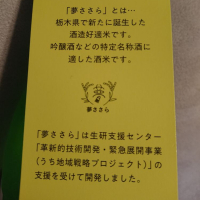 「夢ささら」とは…
栃木県で新たに誕生した
酒造好適米です。
吟醸酒などの特定名称酒に
適した酒米です。
夢ささら
「夢ささら」は生研支援センター
「革新的技術開発・緊急展開事業
(うち地域戦略プロジェクト)」の
支援を受けて開発しました。